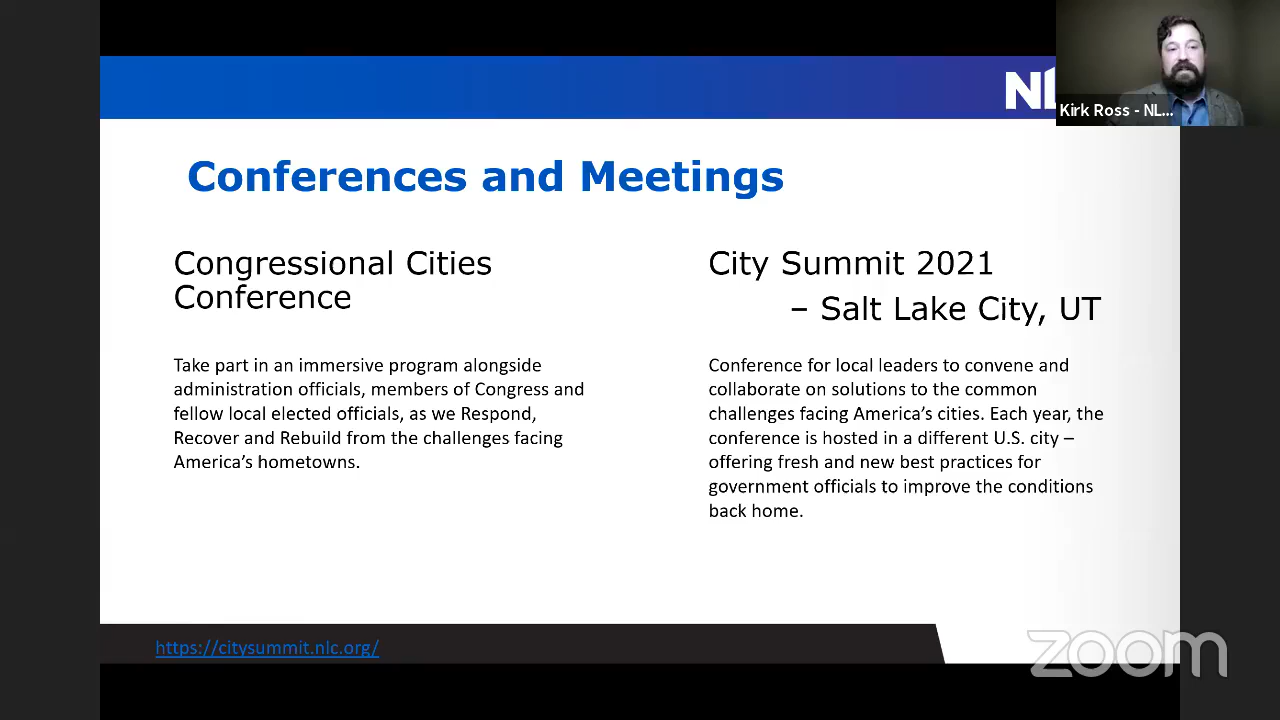 NL
Kirk Ross - NL...
Conferences and Meetings
Congressional Cities
Conference
Take part in an immersive program alongside
administration officials, members of Congress and
fellow local elected officials, as we Respond,
Recover and Rebuild from the challenges facing
America’s hometowns.
City Summit 2021
– Salt Lake City, UT
Conference for local leaders to convene and
collaborate on solutions to the common
challenges facing America’s cities. Each year, the
conference is hosted in a different U.S. city –
offering fresh and new best practices for
government officials to improve the conditions
back home.
https://citysummit.nlc.org/
zoom